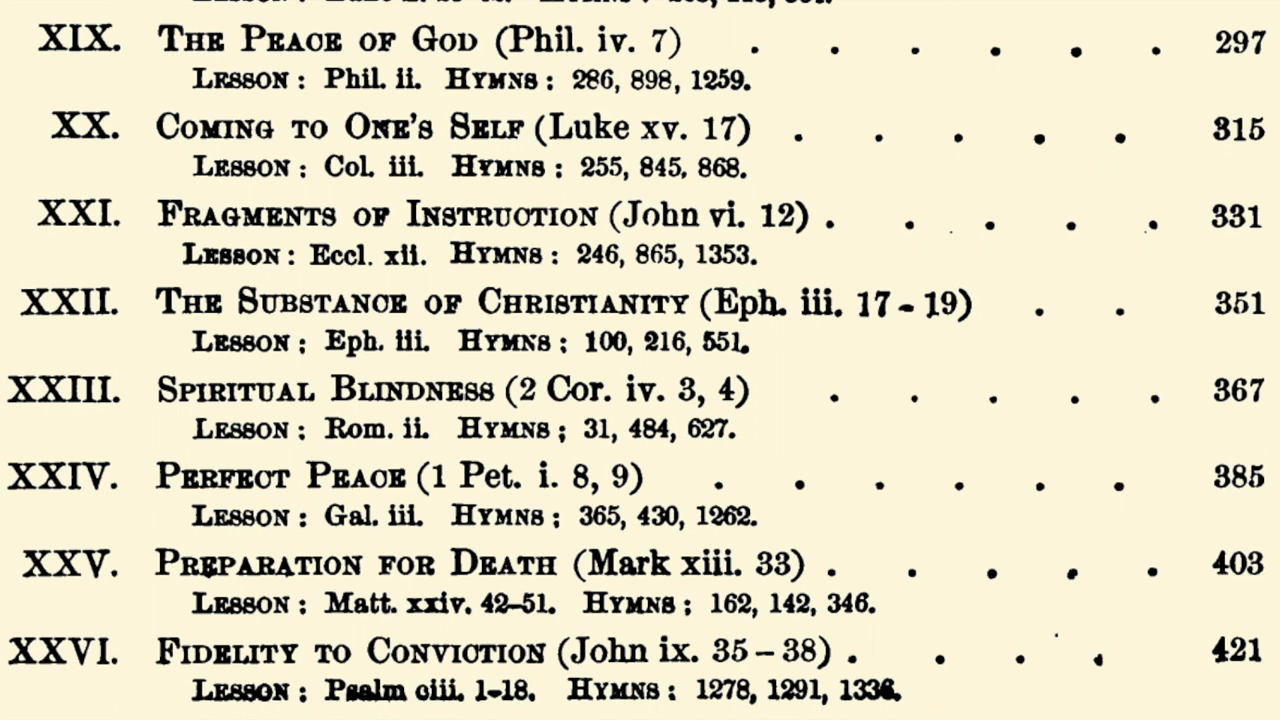 XIX. THE PEACE OF GOD (Phil. iv. 7) . . . . . . 297
LESSON : Phil. ii. HYMNS : 286, 898, 1259.
XX. COMING TO ONE'S SELF (Luke xv. 17) . . . . . 315
LESSON : Col. iii. HYMNS : 255, 845, 868.
XXI. FRAGMENTS OF INSTRUCTION (John vi. 12) . . . . . 331
LESSON : Eccl. xii. HYMNS : 246, 865, 1353.
XXII. THE SUBSTANCE OF CHRISTIANITY (Eph. iii. 17-19) . . 351
LESSON : Eph. iii. HYMNS : 100, 216, 551.
XXIII. SPIRITUAL BLINDNESS (2 Cor. iv. 3, 4) . . . . . 367
LESSON : Rom. ii. HYMNS ; 31, 484, 627.
XXIV. PERFECT PEACE (1 Pet. i. 8, 9) . . . . . . 385
LESSON : Gal. iii. HYMNS ; 365, 430, 1262.
XXV. PREPARATION FOR DEATH (Mark xiii. 33) . . . . . 403
LESSON : Matt. xxiv. 42–51. HYMNS ; 162, 142, 346.
XXVI. FIDELITY TO CONVICTION (John ix. 35-38) . . . . 421
LESSON : Psalm ciii. 1-18. HYMNS : 1278, 1291, 1336.